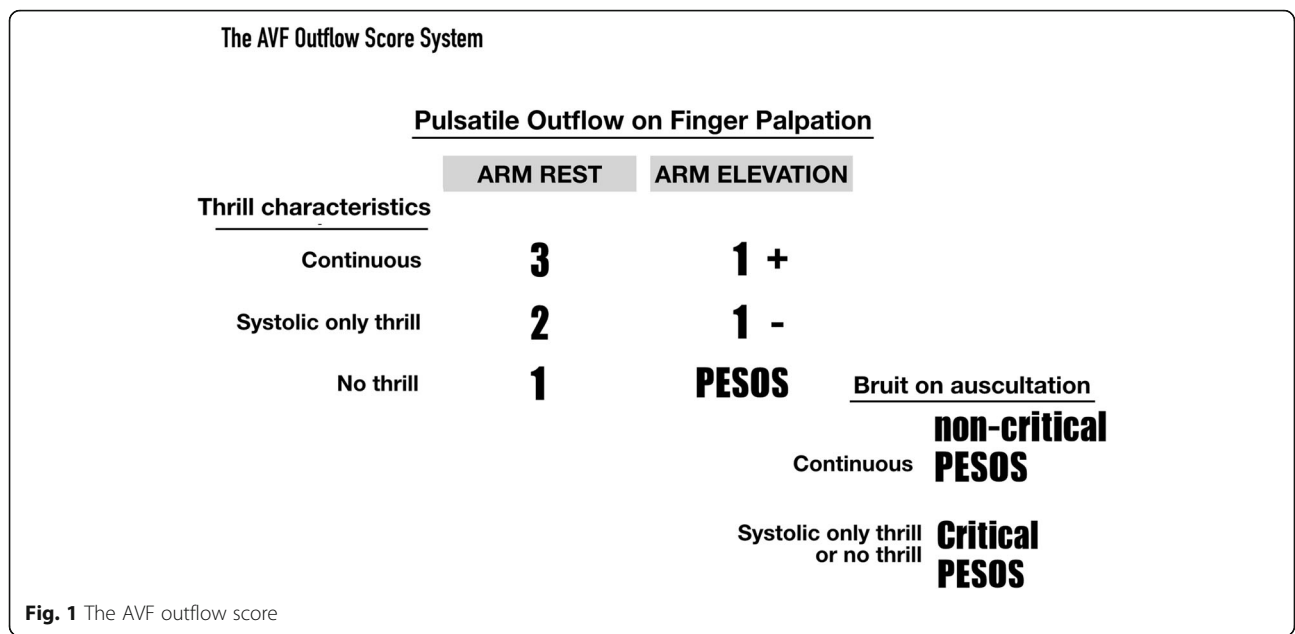 The AVF Outflow Score System
Pulsatile Outflow on Finger Palpation
ARM REST ARM ELEVATION
Thrill characteristics
Continuous 3 1 +
Systolic only thrill 2 1 -
No thrill 1 PESOS
Bruit on auscultation
non-critical
Continuous PESOS
Systolic only thrill Critical
or no thrill
PESOS
Fig. 1 The AVF outflow score